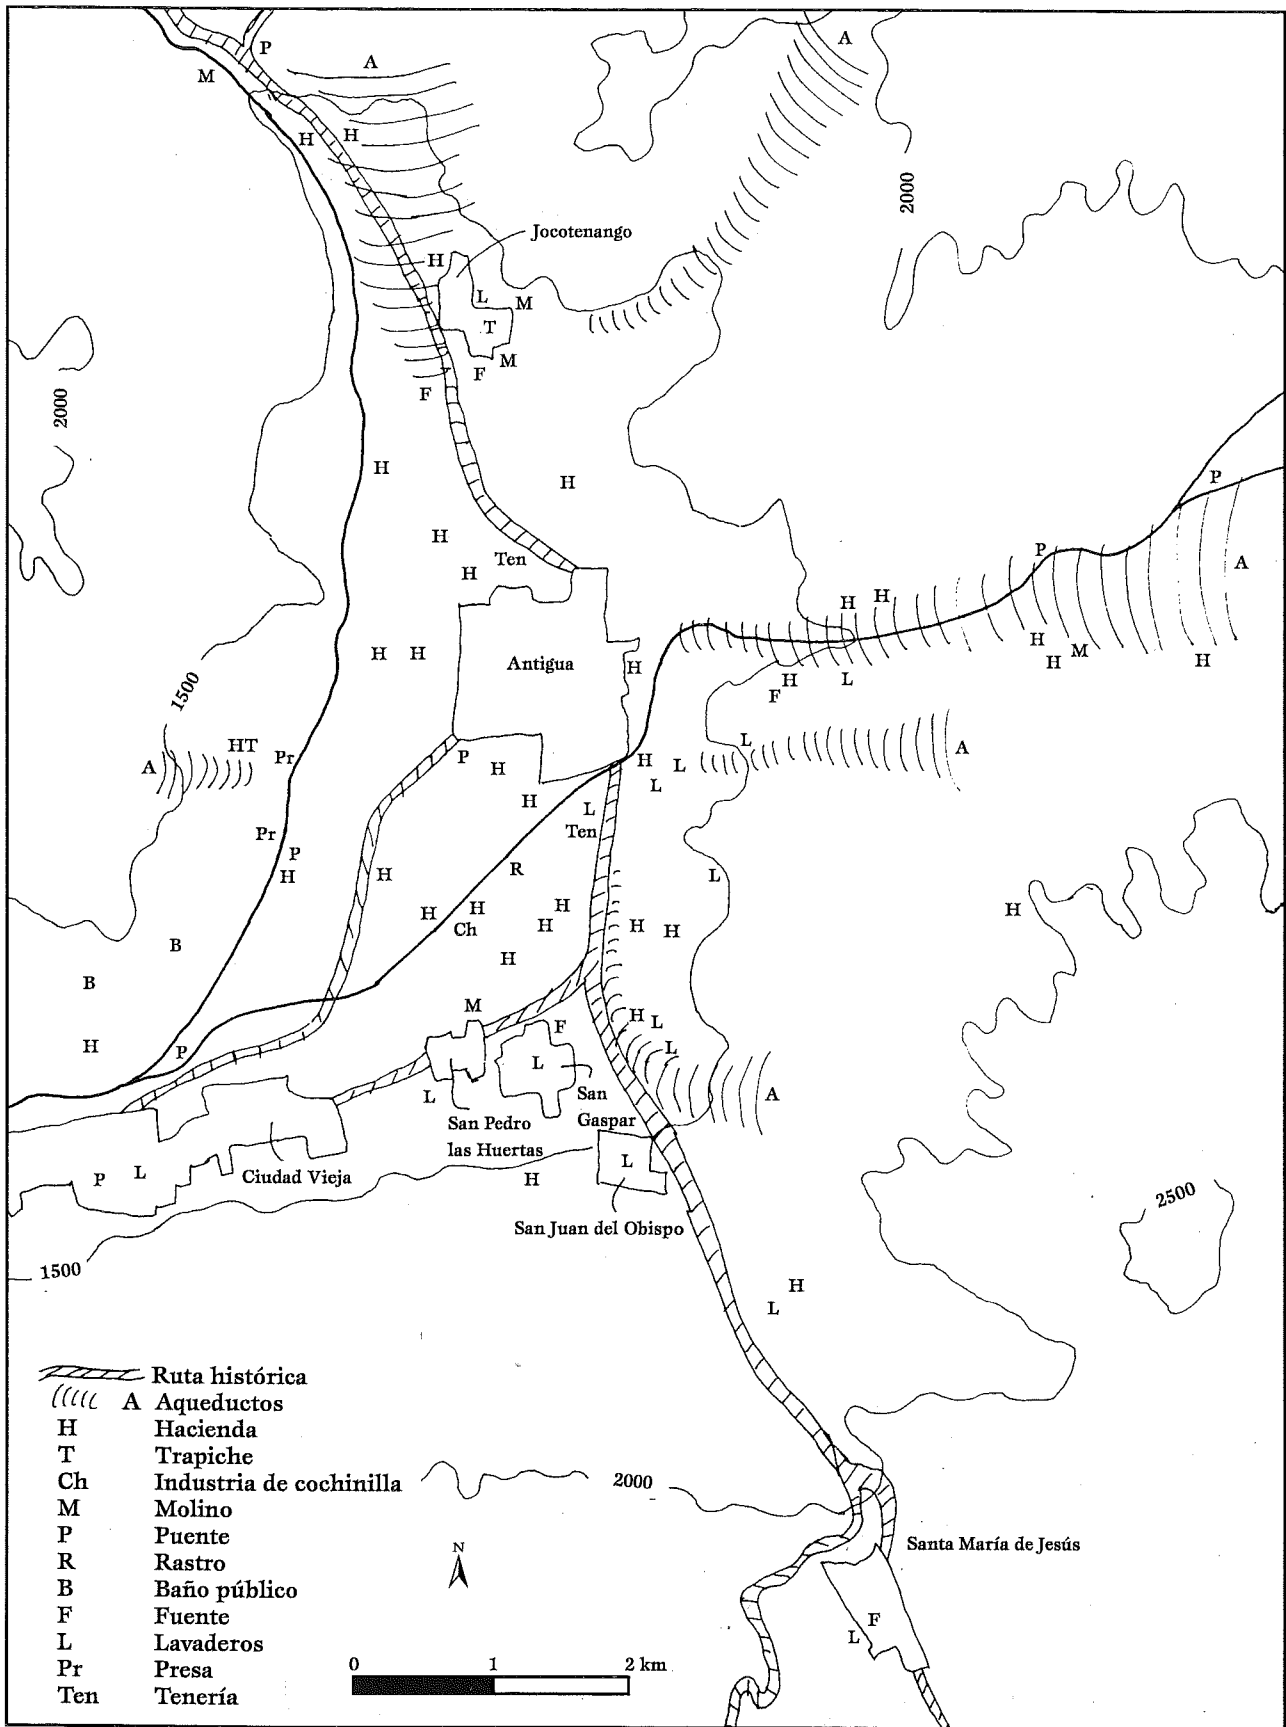 P
A
A
M
H
H
2000
Jocotenango
H
L
M
T
M
F
F
2000
H
H
P
H
Ten
P
A
H
H
H
H
H
Antigua
H
H
H
M
H
H
L
F
1500
HT
Pr
A
P
H
H
L
L
A
L
H
L
Ten
Pr
P
H
H
R
L
H
H
H
H
Ch
H
H
H
H
B
B
H
M
F
H
L
H
P
L
L
L
San
Gaspar
A
San Pedro
las Huertas
P
L
Ciudad Vieja
H
L
San Juan del Obispo
2500
1500
H
L
Ruta histórica
A Aqueductos
H Hacienda
T Trapiche
Ch Industria de cochinilla
M Molino
P Puente
R Rastro
B Baño público
F Fuente
L Lavaderos
Pr Presa
Ten Tenería
2000
N
Santa María de Jesús
F
L
0 1 2 km